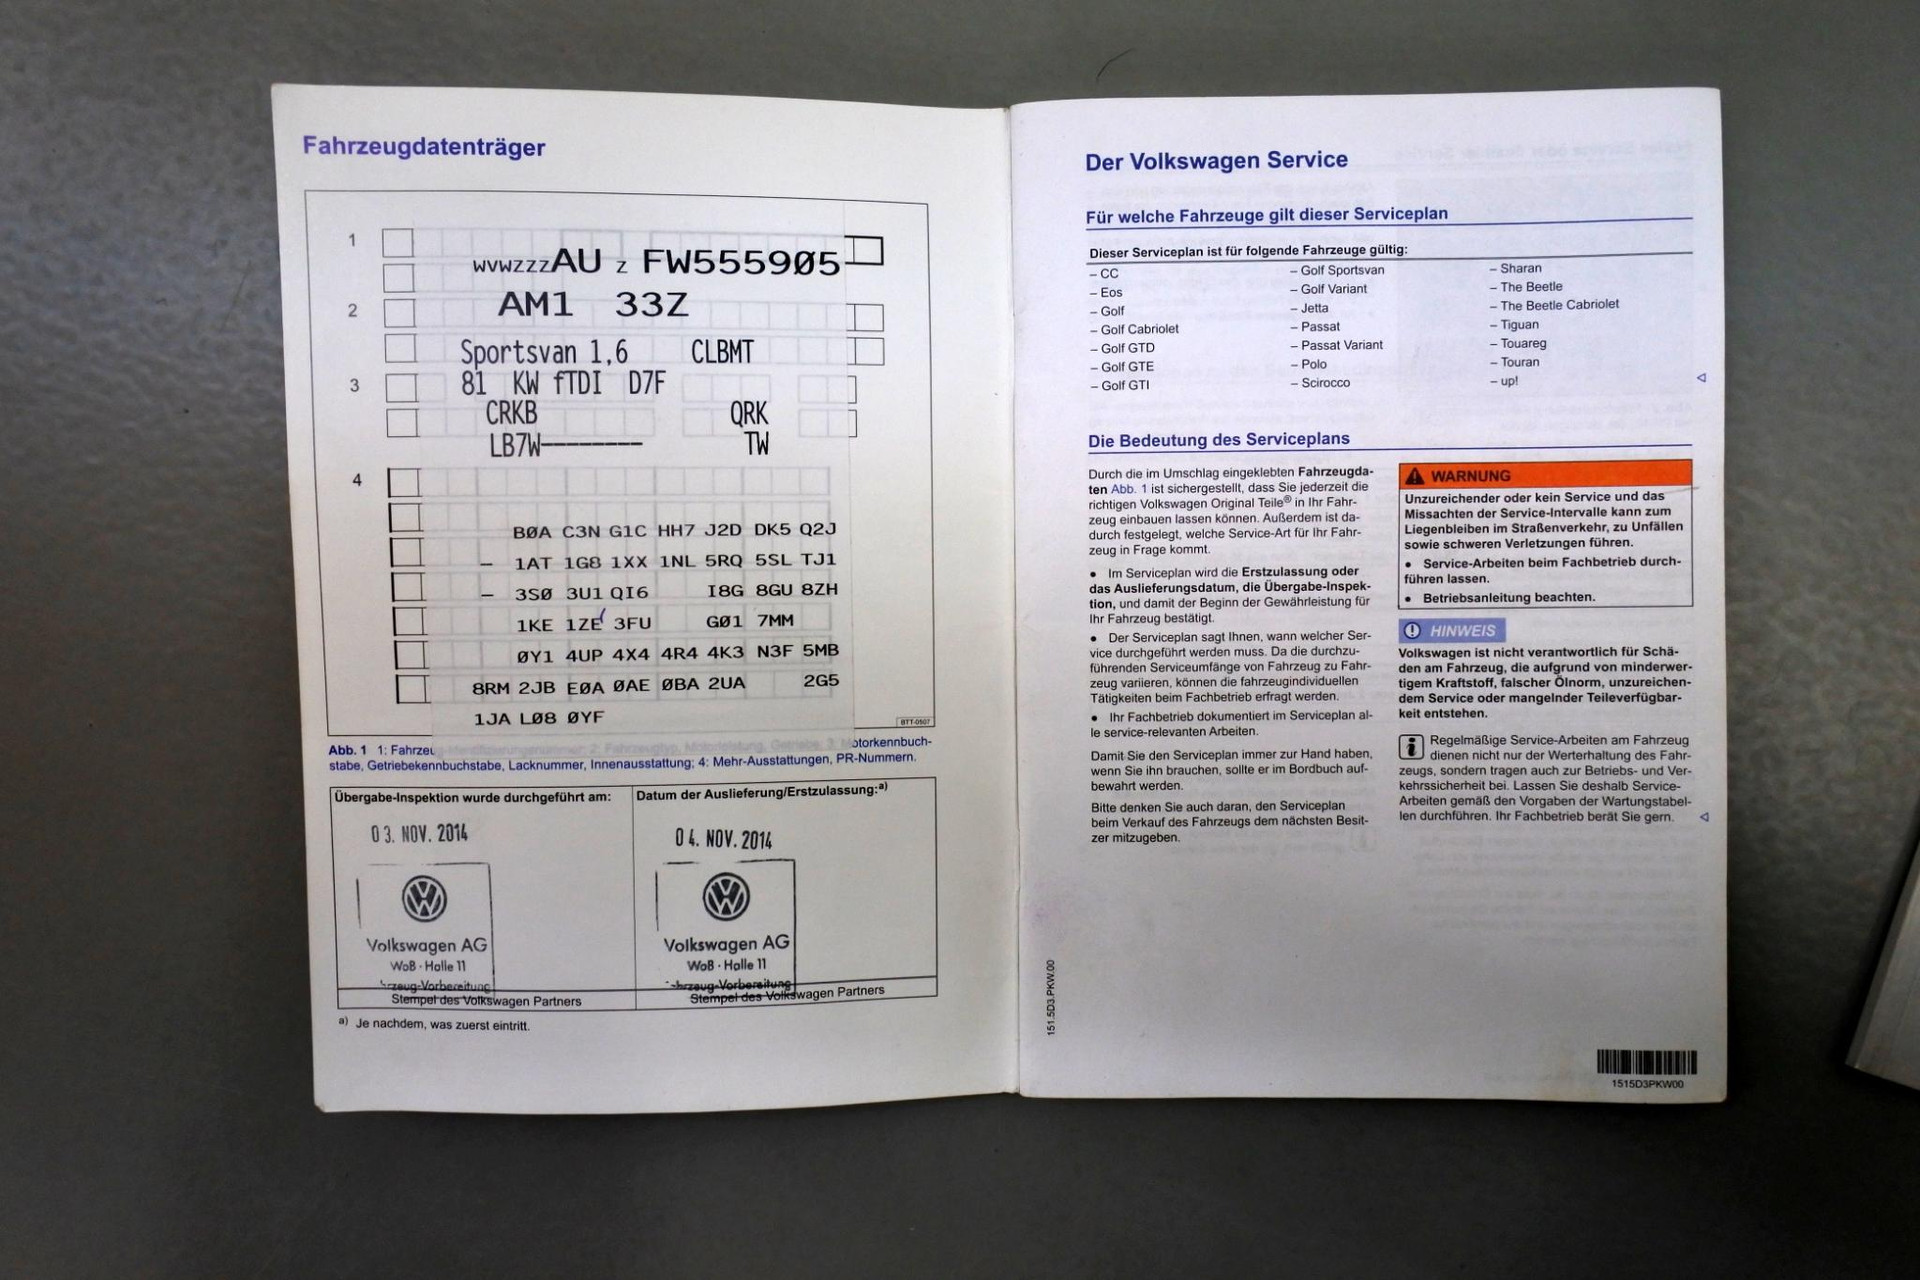 Fahrzeugdatenträger
1
WVWZZZAU Z FW555905
2
AM1 33Z
Sportsvan 1,6 CLBMT
3
81 KW fTDI D7F
CRKB QRK
LB7W-------- TW
4
BØA C3N G1C HH7 J2D DK5 Q2J
- 1AT 1G8 1XX 1NL 5RQ 5SL TJ1
- 3SØ 3U1 QI6 I8G 8GU 8ZH
1KE 1ZE 3FU GØ1 7MM
ØY1 4UP 4X4 4R4 4K3 N3F 5MB
8RM 2JB EØA ØAE ØBA 2UA 2G5
1JA LØ8 ØYF
BTT-0507
Abb. 1 1: Fahrzeug-Identifizierungsnummer; 2: Fahrzeugtyp, Motorleistung, Getriebe; 3: Motorkennbuch-
stabe, Getriebekennbuchstabe, Lacknummer, Innenausstattung; 4: Mehr-Ausstattungen, PR-Nummern.
Übergabe-Inspektion wurde durchgeführt am:
03. NOV. 2014
Volkswagen AG
WoB · Halle 11
rzeug-Vorbereitung
Stempel des Volkswagen Partners
Datum der Auslieferung/Erstzulassung:a)
04. NOV. 2014
Volkswagen AG
WoB · Halle 11
hrzeug-Vorbereitung
Stempel des Volkswagen Partners
a) Je nachdem, was zuerst eintritt.
Der Volkswagen Service
Für welche Fahrzeuge gilt dieser Serviceplan
Dieser Serviceplan ist für folgende Fahrzeuge gültig:
– CC
– Eos
– Golf
– Golf Cabriolet
– Golf GTD
– Golf GTE
– Golf GTI
– Golf Sportsvan
– Golf Variant
– Jetta
– Passat
– Passat Variant
– Polo
– Scirocco
– Sharan
– The Beetle
– The Beetle Cabriolet
– Tiguan
– Touareg
– Touran
– up!
Die Bedeutung des Serviceplans
Durch die im Umschlag eingeklebten Fahrzeugda-
ten Abb. 1 ist sichergestellt, dass Sie jederzeit die
richtigen Volkswagen Original Teile® in Ihr Fahr-
zeug einbauen lassen können. Außerdem ist da-
durch festgelegt, welche Service-Art für Ihr Fahr-
zeug in Frage kommt.
• Im Serviceplan wird die Erstzulassung oder
das Auslieferungsdatum, die Übergabe-Inspek-
tion, und damit der Beginn der Gewährleistung für
Ihr Fahrzeug bestätigt.
• Der Serviceplan sagt Ihnen, wann welcher Ser-
vice durchgeführt werden muss. Da die durchzu-
führenden Serviceumfänge von Fahrzeug zu Fahr-
zeug variieren, können die fahrzeugindividuellen
Tätigkeiten beim Fachbetrieb erfragt werden.
• Ihr Fachbetrieb dokumentiert im Serviceplan al-
le service-relevanten Arbeiten.
Damit Sie den Serviceplan immer zur Hand haben,
wenn Sie ihn brauchen, sollte er im Bordbuch auf-
bewahrt werden.
Bitte denken Sie auch daran, den Serviceplan
beim Verkauf des Fahrzeugs dem nächsten Besit-
zer mitzugeben.
WARNUNG
Unzureichender oder kein Service und das
Missachten der Service-Intervalle kann zum
Liegenbleiben im Straßenverkehr, zu Unfällen
sowie schweren Verletzungen führen.
• Service-Arbeiten beim Fachbetrieb durch-
führen lassen.
• Betriebsanleitung beachten.
HINWEIS
Volkswagen ist nicht verantwortlich für Schä-
den am Fahrzeug, die aufgrund von minderwer-
tigem Kraftstoff, falscher Ölnorm, unzureichen-
dem Service oder mangelnder Teileverfügbar-
keit entstehen.
Regelmäßige Service-Arbeiten am Fahrzeug
dienen nicht nur der Werterhaltung des Fahr-
zeugs, sondern tragen auch zur Betriebs- und Ver-
kehrssicherheit bei. Lassen Sie deshalb Service-
Arbeiten gemäß den Vorgaben der Wartungstabel-
len durchführen. Ihr Fachbetrieb berät Sie gern.
151.5D3.PKW.00
1515D3PKW00